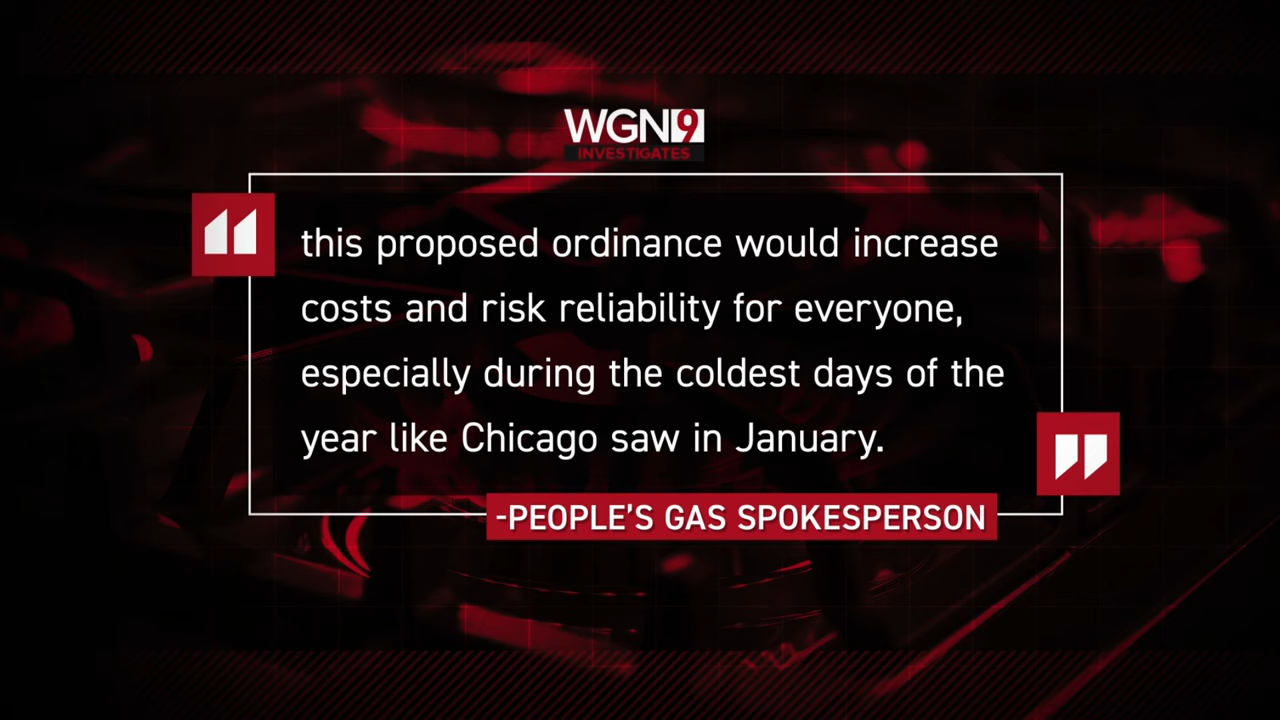 WGN9
INVESTIGATES
this proposed ordinance would increase
costs and risk reliability for everyone,
especially during the coldest days of the
year like Chicago saw in January.
-PEOPLE'S GAS SPOKESPERSON